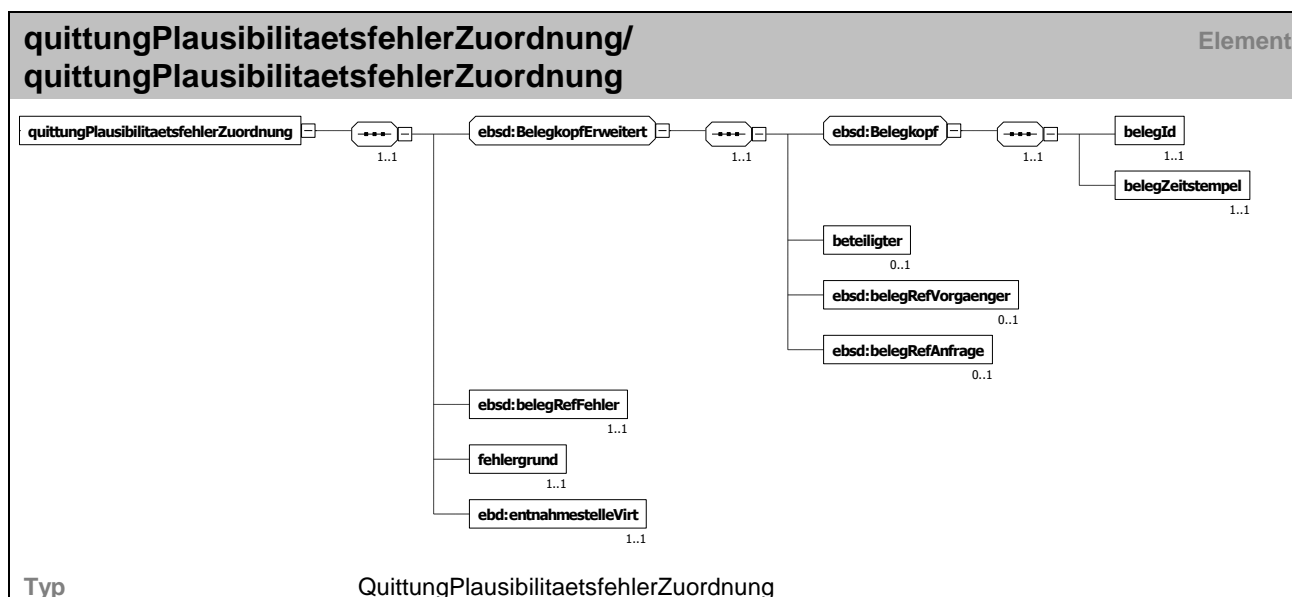 quittungPlausibilitaetsfehlerZuordnung/
quittungPlausibilitaetsfehlerZuordnung
Element
quittungPlausibilitaetsfehlerZuordnung
1..1
ebsd:BelegkopfErweitert
1..1
ebsd:Belegkopf
1..1
belegId
1..1
belegZeitstempel
1..1
beteiligter
0..1
ebsd:belegRefVorgaenger
0..1
ebsd:belegRefAnfrage
0..1
ebsd:belegRefFehler
1..1
fehlergrund
1..1
ebd:entnahmestelleVirt
1..1
Typ
QuittungPlausibilitaetsfehlerZuordnung